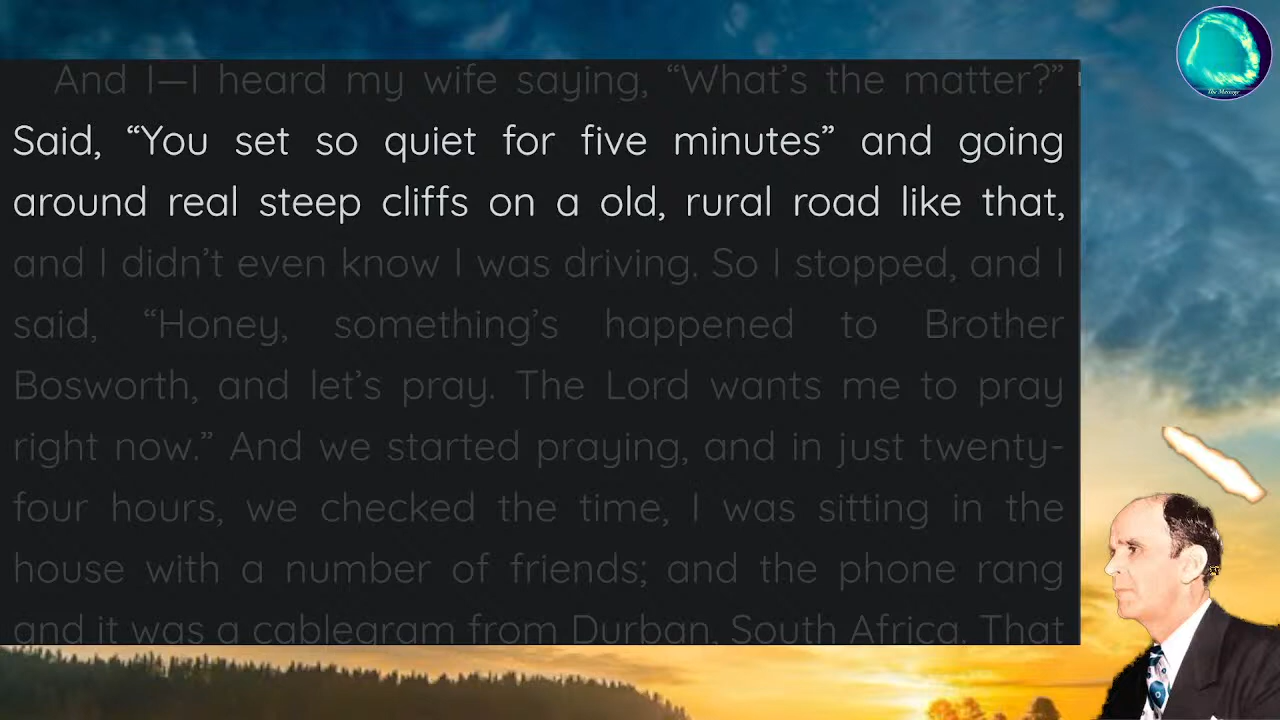 And I—I heard my wife saying, “What’s the matter?”
Said, “You set so quiet for five minutes” and going
around real steep cliffs on a old, rural road like that,
and I didn’t even know I was driving. So I stopped, and I
said, “Honey, something’s happened to Brother
Bosworth, and let’s pray. The Lord wants me to pray
right now.” And we started praying, and in just twenty-
four hours, we checked the time, I was sitting in the
house with a number of friends; and the phone rang
and it was a cablegram from Durban, South Africa. That
The Message